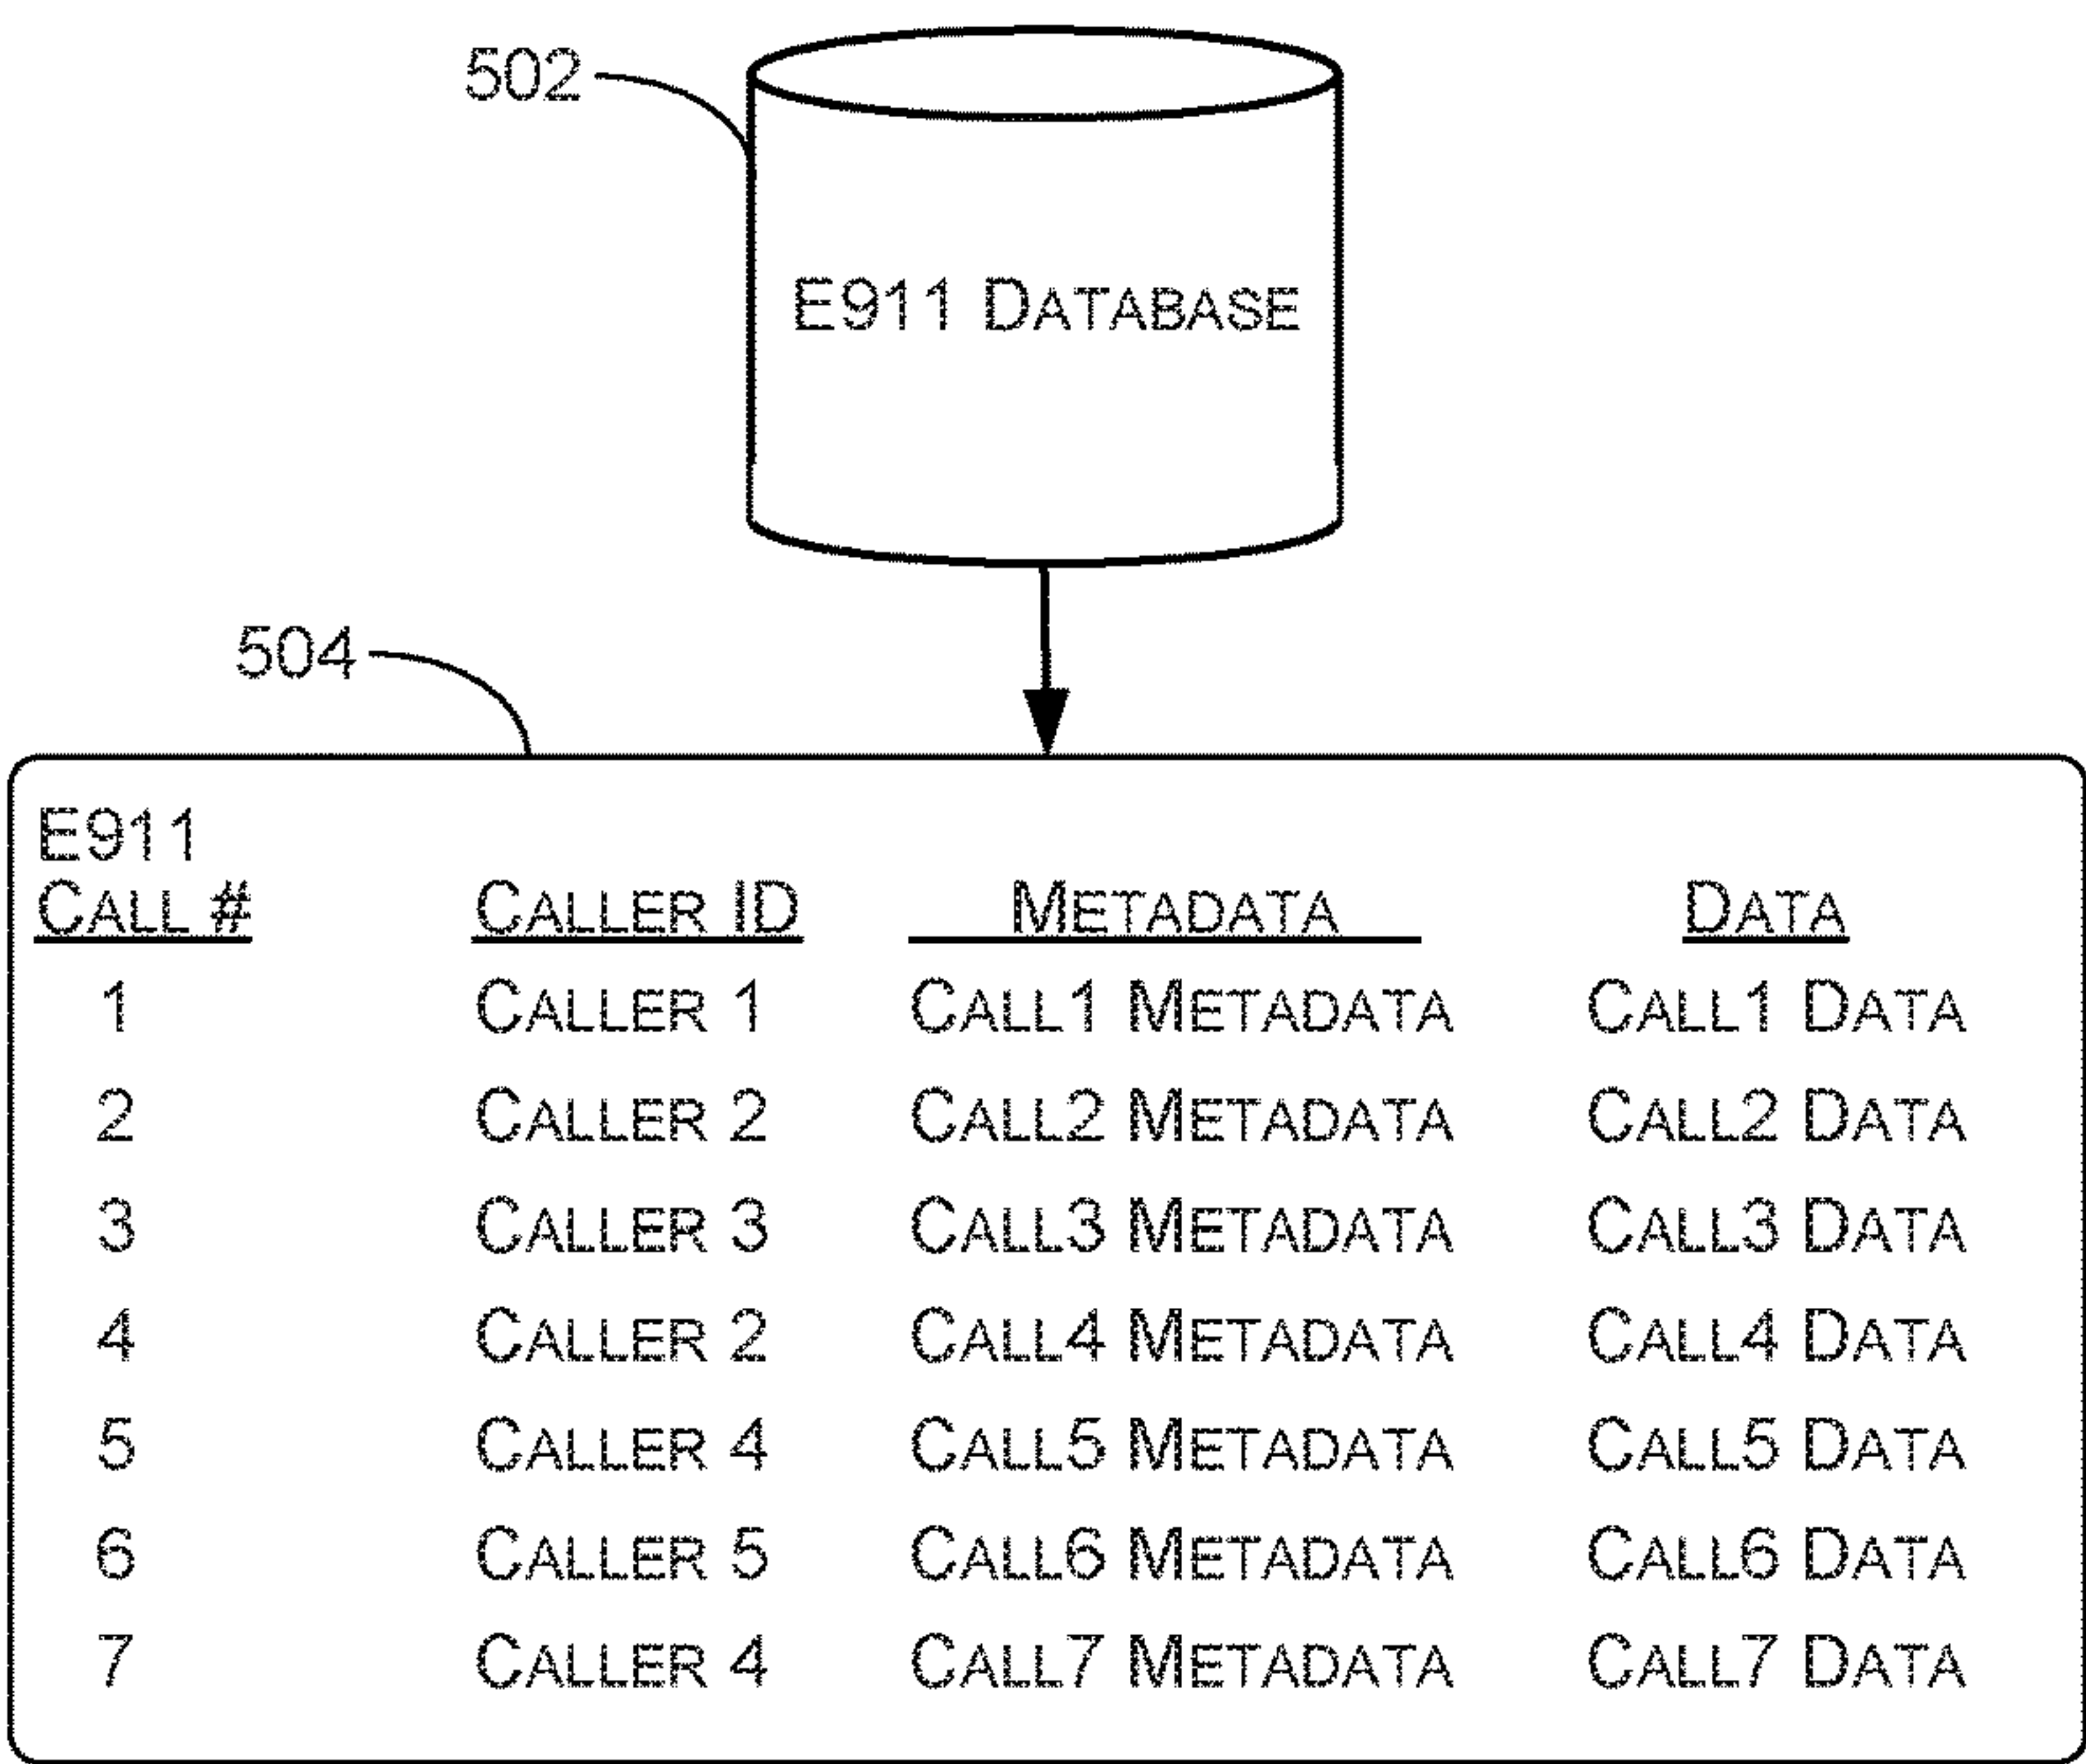 502
E911 DATABASE
504
E911
CALL # CALLER ID METADATA DATA
1 CALLER 1 CALL1 METADATA CALL1 DATA
2 CALLER 2 CALL2 METADATA CALL2 DATA
3 CALLER 3 CALL3 METADATA CALL3 DATA
4 CALLER 2 CALL4 METADATA CALL4 DATA
5 CALLER 4 CALL5 METADATA CALL5 DATA
6 CALLER 5 CALL6 METADATA CALL6 DATA
7 CALLER 4 CALL7 METADATA CALL7 DATA